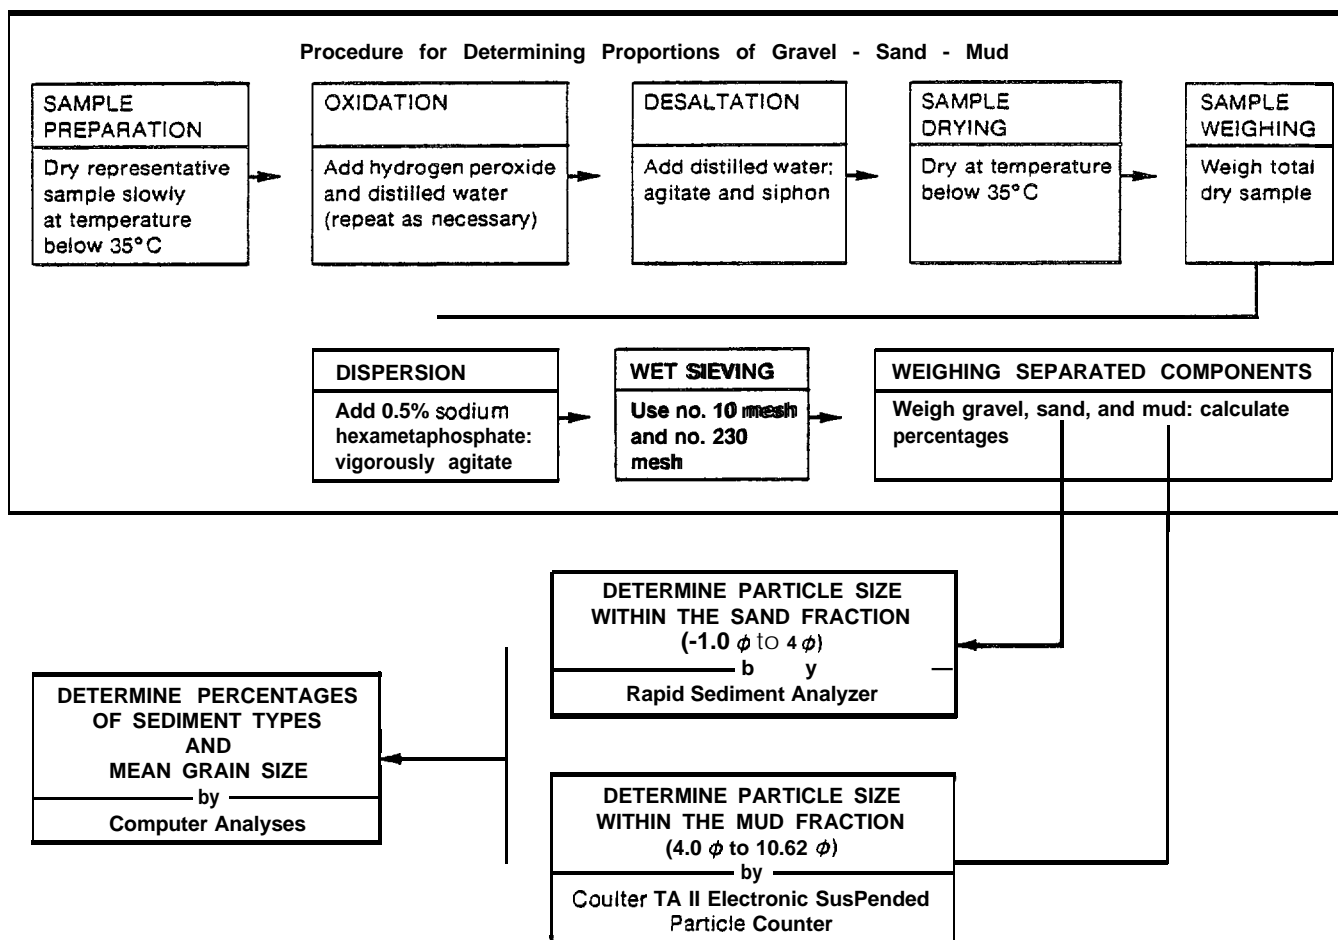 Procedure for Determining Proportions of Gravel - Sand - Mud
SAMPLE
PREPARATION
Dry representative
sample slowly
at temperature
below 35°C
OXIDATION
Add hydrogen peroxide
and distilled water
(repeat as necessary)
DESALTATION
Add distilled water;
agitate and siphon
SAMPLE
DRYING
Dry at temperature
below 35°C
SAMPLE
WEIGHING
Weigh total
dry sample
DISPERSION
Add 0.5% sodium
hexametaphosphate:
vigorously agitate
WET SIEVING
Use no. 10 mesh
and no. 230
mesh
WEIGHING SEPARATED COMPONENTS
Weigh gravel, sand, and mud: calculate
percentages
DETERMINE PARTICLE SIZE
WITHIN THE SAND FRACTION
(-1.0 ϕ to 4 ϕ)
b y
Rapid Sediment Analyzer
DETERMINE PERCENTAGES
OF SEDIMENT TYPES
AND
MEAN GRAIN SIZE
by
Computer Analyses
DETERMINE PARTICLE SIZE
WITHIN THE MUD FRACTION
(4.0 ϕ to 10.62 ϕ)
by
Coulter TA II Electronic SusPended
Particle Counter